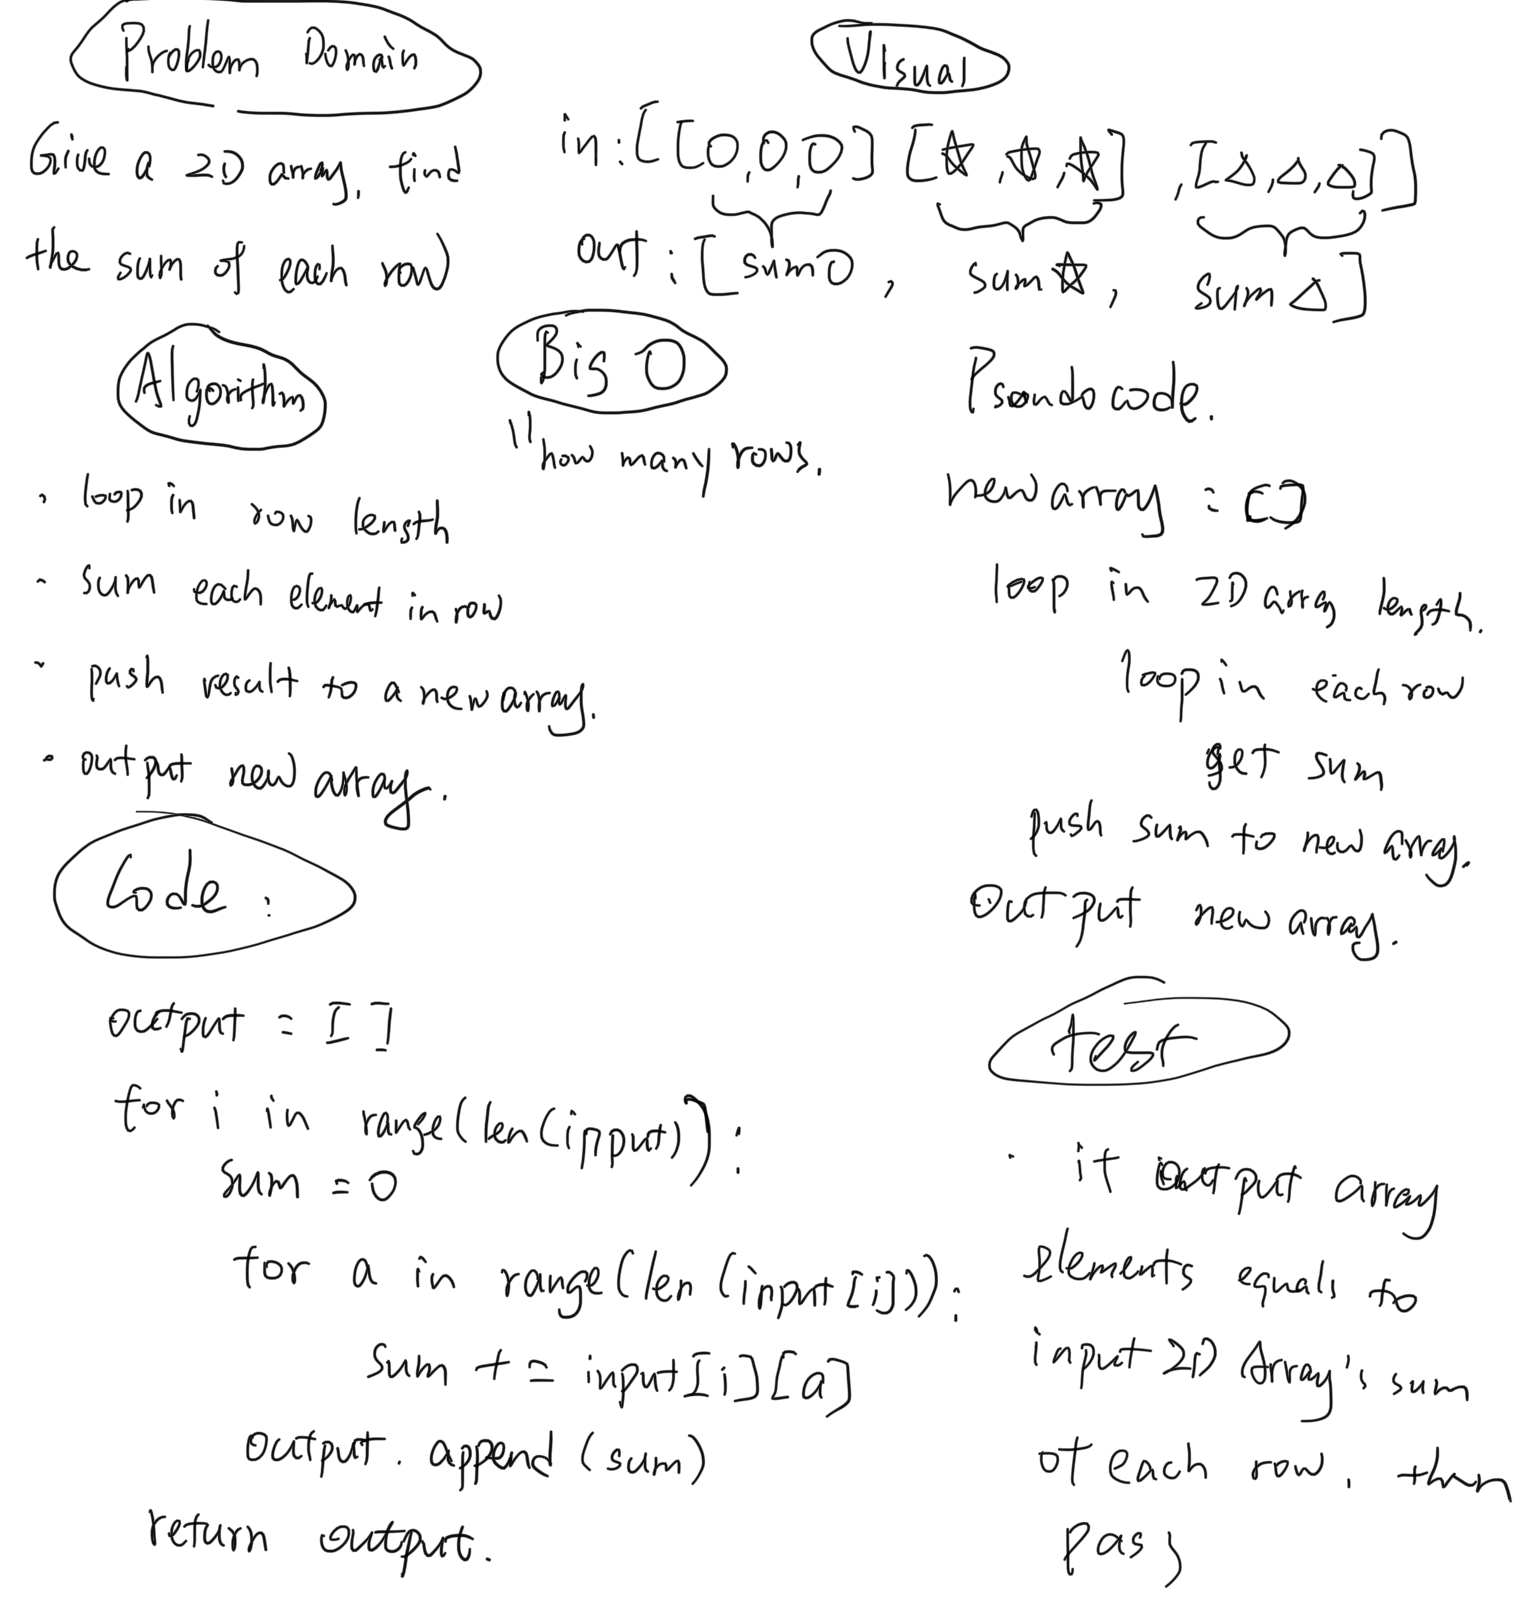 Problem Domain
Give a 2D array, find
the sum of each row
Visual
in:[[O,O,O] [☆,☆,☆] ,[△,△,△]]
out:[sumO, sum☆, sum△]
Algorithm
· loop in row length
- sum each element in row
· push result to a new array.
· output new array.
Big O
"how many rows.
Psondo code.
new array : []
loop in 2D array length.
loop in each row
get sum
push sum to new array.
Output new array.
Code :
output = []
for i in range(len(input)):
sum = 0
for a in range(len (input[i])):
sum += input[i][a]
output. append (sum)
return output.
test
· if output array
elements equals to
input 2D Array's sum
of each row, then
pass